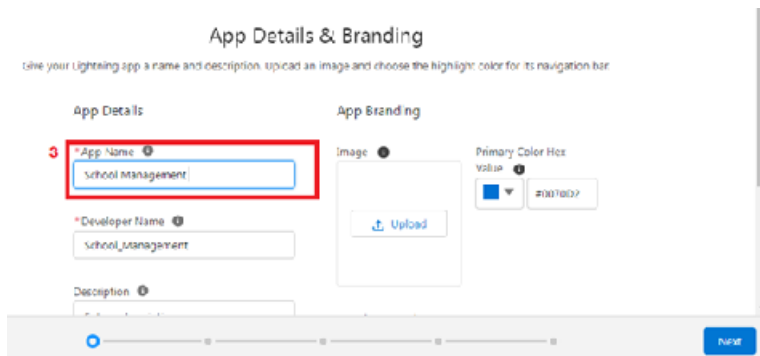 App Details & Branding
Give your Lightning app a name and description. Upload an image and choose the highlight color for its navigation bar.
App Details
App Branding
3
*App Name
School Management
Image
Primary Color Hex
Value
#0070D2
Upload
*Developer Name
School_Management
Description
Next